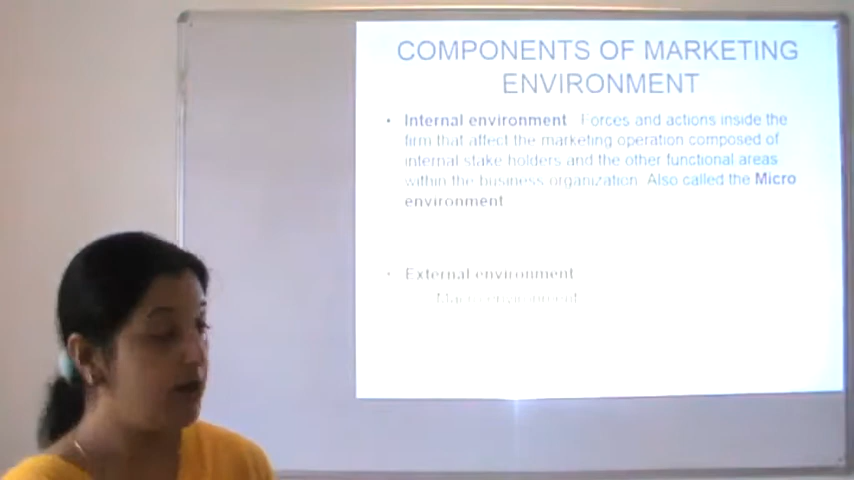 COMPONENTS OF MARKETING
ENVIRONMENT
• Internal environment Forces and actions inside the
firm that affect the marketing operation composed of
internal stake holders and the other functional areas
within the business organization. Also called the Micro
environment
• External environment
Macro environment